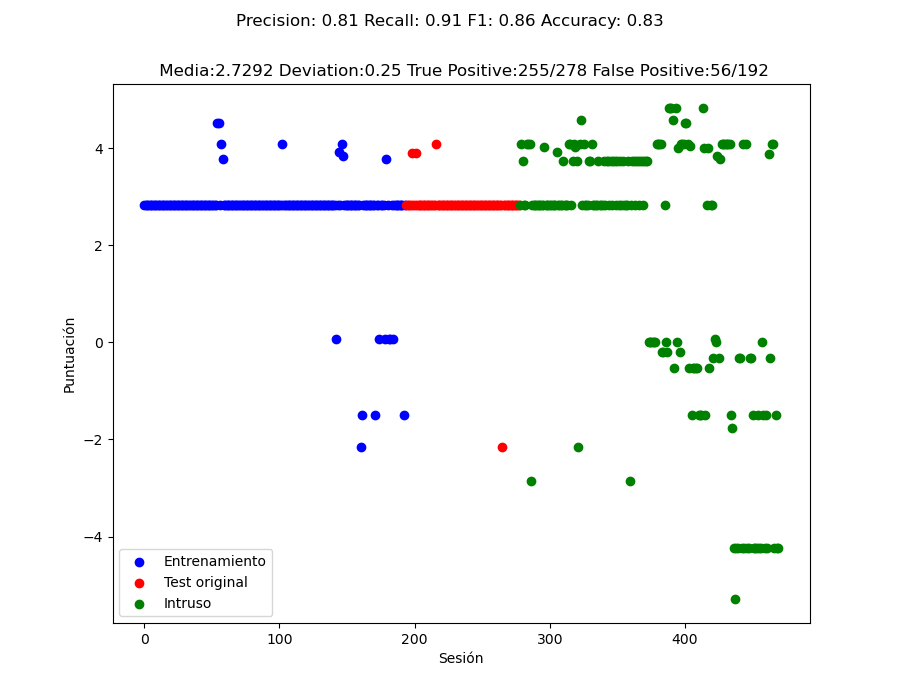 Precision: 0.81 Recall: 0.91 F1: 0.86 Accuracy: 0.83
Media:2.7292 Deviation:0.25 True Positive:255/278 False Positive:56/192
4
2
0
−2
−4
Puntuación
Entrenamiento
Test original
Intruso
0 100 200 300 400
Sesión